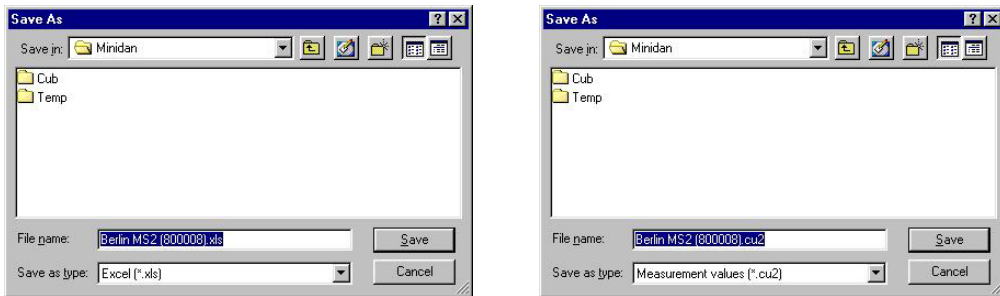 Save As
Save in: Minidan
Cub
Temp
File name: Berlin MS2 (800008).xls Save
Save as type: Excel (*.xls) Cancel
Save As
Save in: Minidan
Cub
Temp
File name: Berlin MS2 (800008).cu2 Save
Save as type: Measurement values (*.cu2) Cancel